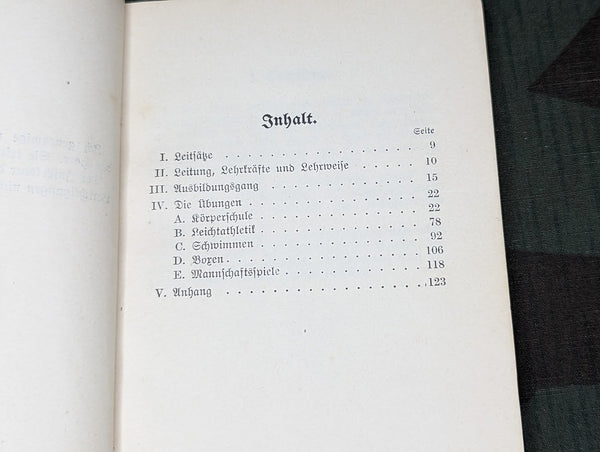 Inhalt.
Seite
I. Leitsätze . . . . . . . . . . . . . . . 9
II. Leitung, Lehrkräfte und Lehrweise . . . . . 10
III. Ausbildungsgang . . . . . . . . . . . . 15
IV. Die Übungen . . . . . . . . . . . . . 22
A. Körperschule . . . . . . . . . . . . 22
B. Leichtathletik . . . . . . . . . . . . 78
C. Schwimmen . . . . . . . . . . . . 92
D. Boxen . . . . . . . . . . . . . . 106
E. Mannschaftsspiele . . . . . . . . . . 118
V. Anhang . . . . . . . . . . . . . . . 123